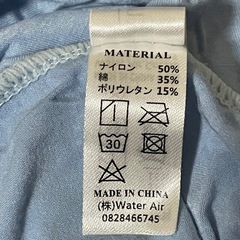 MATERIAL
ナイロン 50%
綿 35%
ポリウレタン 15%
30
MADE IN CHINA
(株)Water Air
0828466745